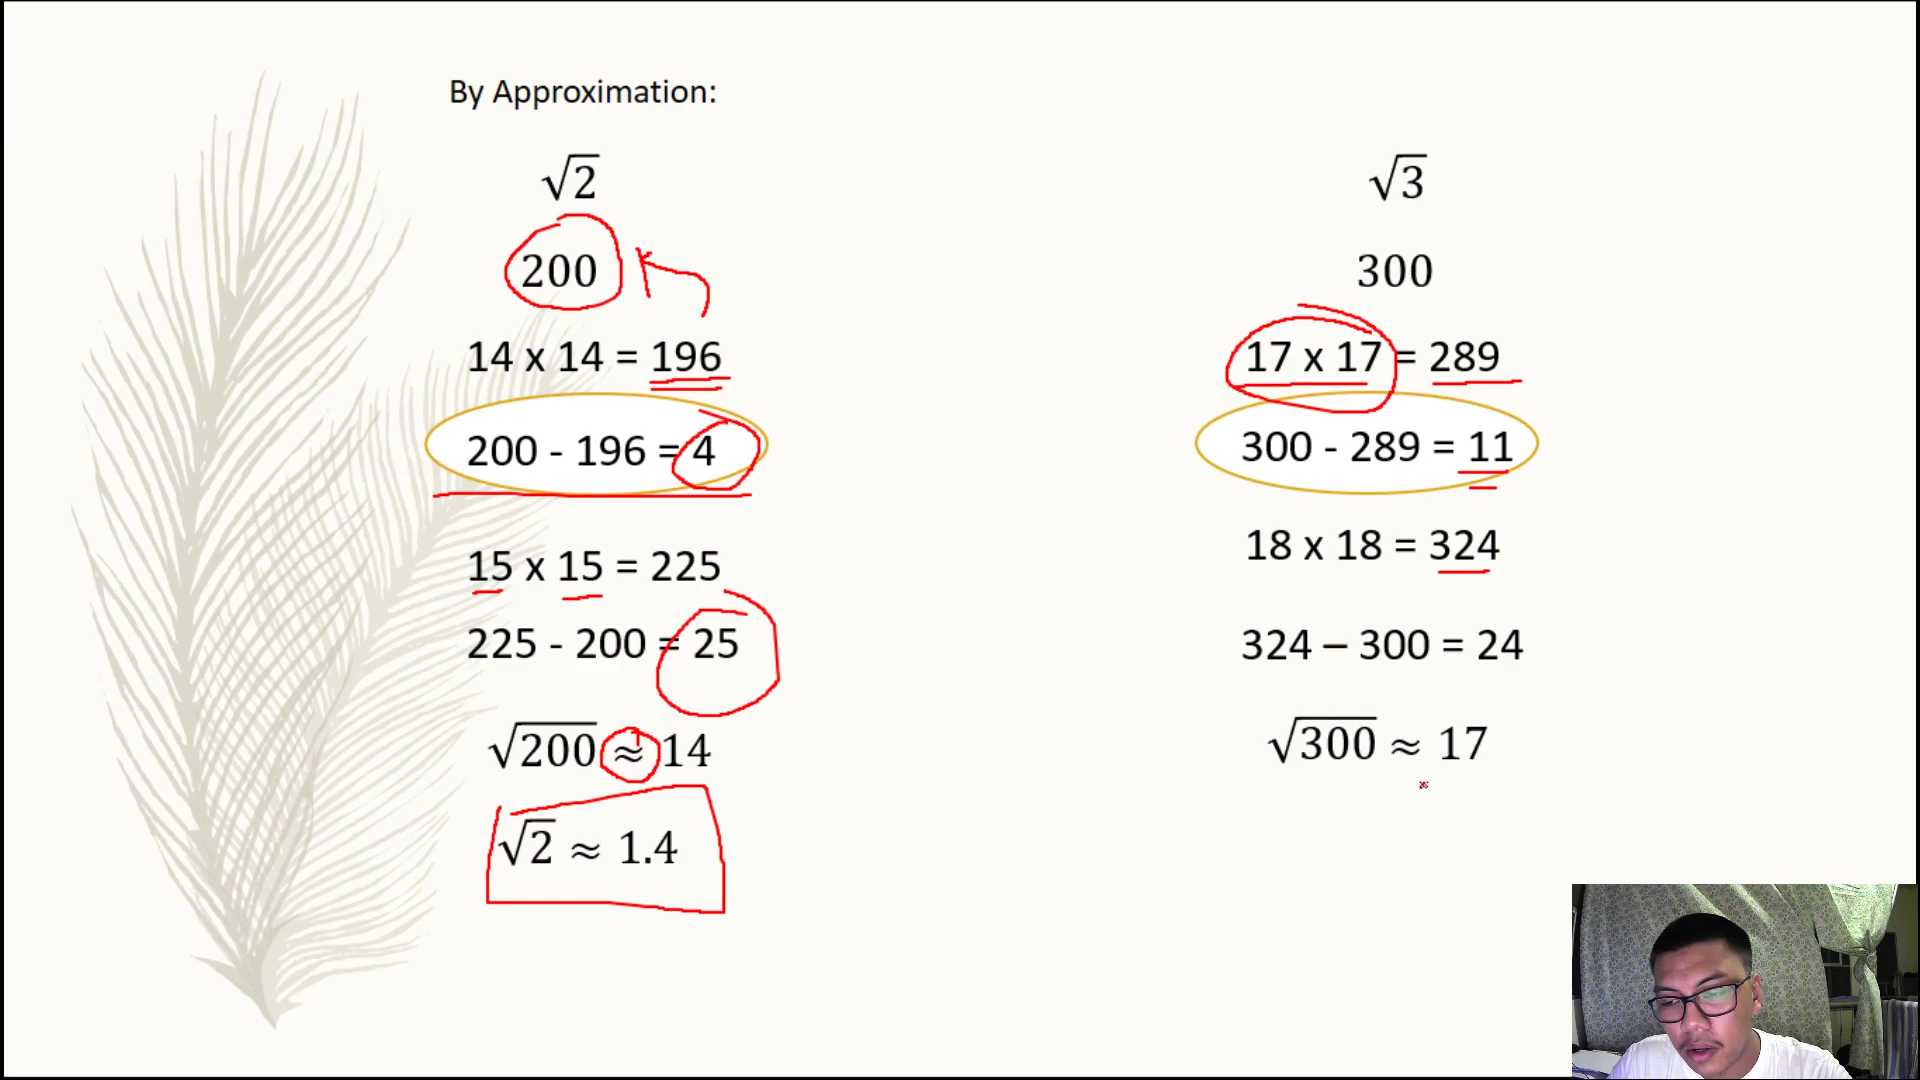 By Approximation:
√2
200
14 x 14 = 196
200 - 196 = 4
15 x 15 = 225
225 - 200 = 25
√200 ≈ 14
√2 ≈ 1.4
√3
300
17 x 17 = 289
300 - 289 = 11
18 x 18 = 324
324 – 300 = 24
√300 ≈ 17